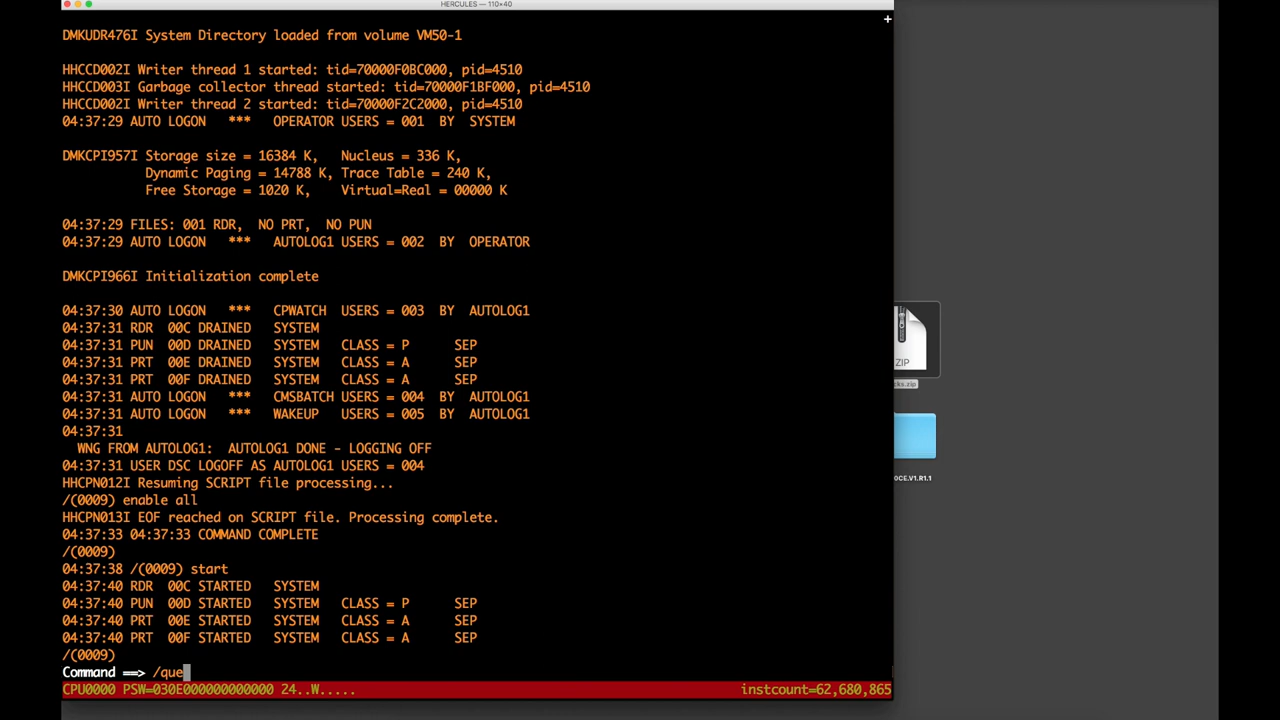 HERCULES — 110×40
+
DMKUDR476I System Directory loaded from volume VM50-1
HHCCD002I Writer thread 1 started: tid=70000F0BC000, pid=4510
HHCCD003I Garbage collector thread started: tid=70000F1BF000, pid=4510
HHCCD002I Writer thread 2 started: tid=70000F2C2000, pid=4510
04:37:29 AUTO LOGON   ***   OPERATOR USERS = 001  BY  SYSTEM
DMKCPI957I Storage size = 16384 K,   Nucleus = 336 K,
Dynamic Paging = 14788 K, Trace Table = 240 K,
Free Storage = 1020 K,   Virtual=Real = 00000 K
04:37:29 FILES: 001 RDR,  NO PRT,  NO PUN
04:37:29 AUTO LOGON   ***   AUTOLOG1 USERS = 002  BY  OPERATOR
DMKCPI966I Initialization complete
04:37:30 AUTO LOGON   ***   CPWATCH  USERS = 003  BY  AUTOLOG1
04:37:31 RDR  00C DRAINED   SYSTEM
04:37:31 PUN  00D DRAINED   SYSTEM   CLASS = P      SEP
04:37:31 PRT  00E DRAINED   SYSTEM   CLASS = A      SEP
04:37:31 PRT  00F DRAINED   SYSTEM   CLASS = A      SEP
04:37:31 AUTO LOGON   ***   CMSBATCH USERS = 004  BY  AUTOLOG1
04:37:31 AUTO LOGON   ***   WAKEUP   USERS = 005  BY  AUTOLOG1
04:37:31
WNG FROM AUTOLOG1:  AUTOLOG1 DONE - LOGGING OFF
04:37:31 USER DSC LOGOFF AS AUTOLOG1 USERS = 004
HHCPN012I Resuming SCRIPT file processing...
/(0009) enable all
HHCPN013I EOF reached on SCRIPT file. Processing complete.
04:37:33 04:37:33 COMMAND COMPLETE
/(0009)
04:37:38 /(0009) start
04:37:40 RDR  00C STARTED   SYSTEM
04:37:40 PUN  00D STARTED   SYSTEM   CLASS = P      SEP
04:37:40 PRT  00E STARTED   SYSTEM   CLASS = A      SEP
04:37:40 PRT  00F STARTED   SYSTEM   CLASS = A      SEP
/(0009)
Command ==> /que
CPU0000 PSW=030E000000000000 24..W.....   instcount=62,680,865
ZIP
ks.zip
OCE.V1.R1.1